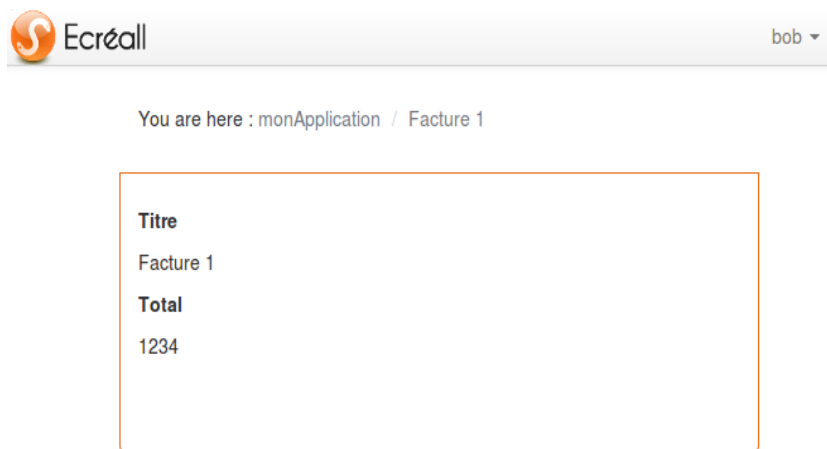 Ecréall
bob
You are here : monApplication / Facture 1
Titre
Facture 1
Total
1234